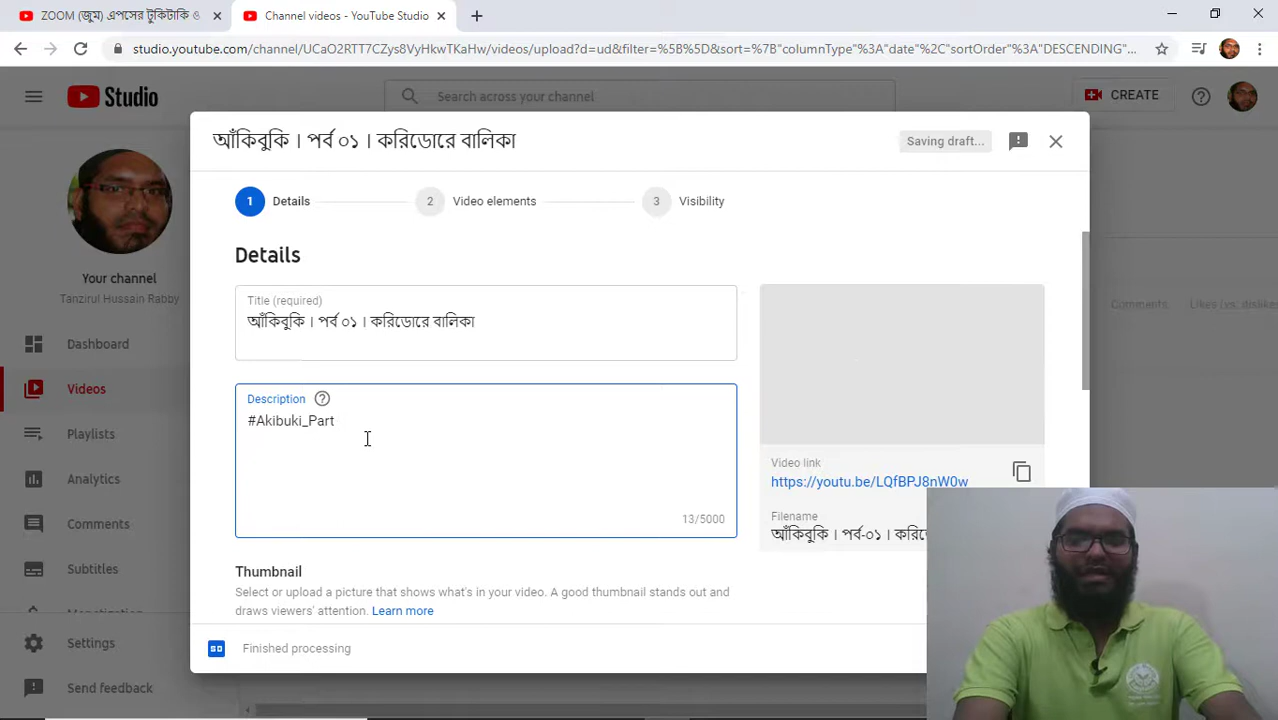 ZOOM (জুম) এপসের টুকিটাকি ও
Channel videos - YouTube Studio
studio.youtube.com/channel/UCaO2RTT7CZys8VyHkwTKaHw/videos/upload?d=ud&filter=%5B%5D&sort=%7B"columnType"%3A"date"%2C"sortOrder"%3A"DESCENDING"...
Studio
Search across your channel
CREATE
আঁকিবুকি । পর্ব ০১ । করিডোরে বালিকা
Saving draft...
1 Details
2 Video elements
3 Visibility
Your channel
Tanzirul Hussain Rabby
Dashboard
Videos
Playlists
Analytics
Comments
Subtitles
Settings
Send feedback
Details
Title (required)
আঁকিবুকি । পর্ব ০১ । করিডোরে বালিকা
Description
#Akibuki_Part
13/5000
Thumbnail
Select or upload a picture that shows what's in your video. A good thumbnail stands out and
draws viewers' attention. Learn more
Video link
https://youtu.be/LQfBPJ8nW0w
Filename
আঁকিবুকি । পর্ব-০১ ।
SD Finished processing
Comments
Likes (vs. dislikes